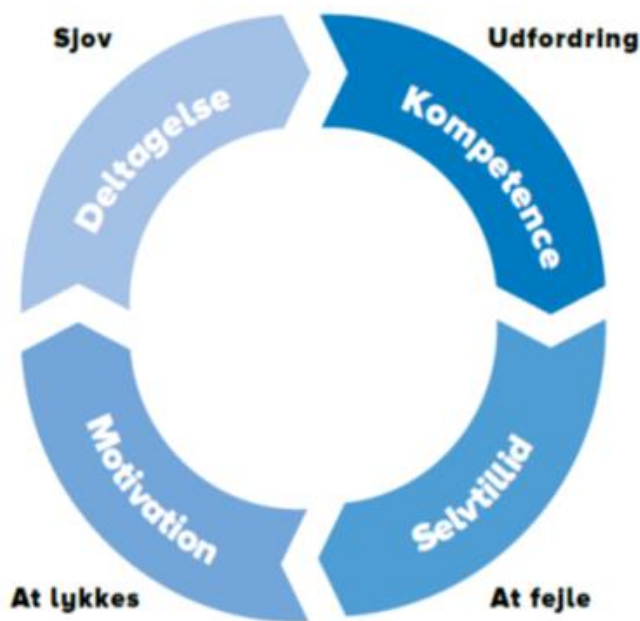 Sjov
Udfordring
Deltagelse
Kompetence
Motivation
Selvtillid
At lykkes
At fejle